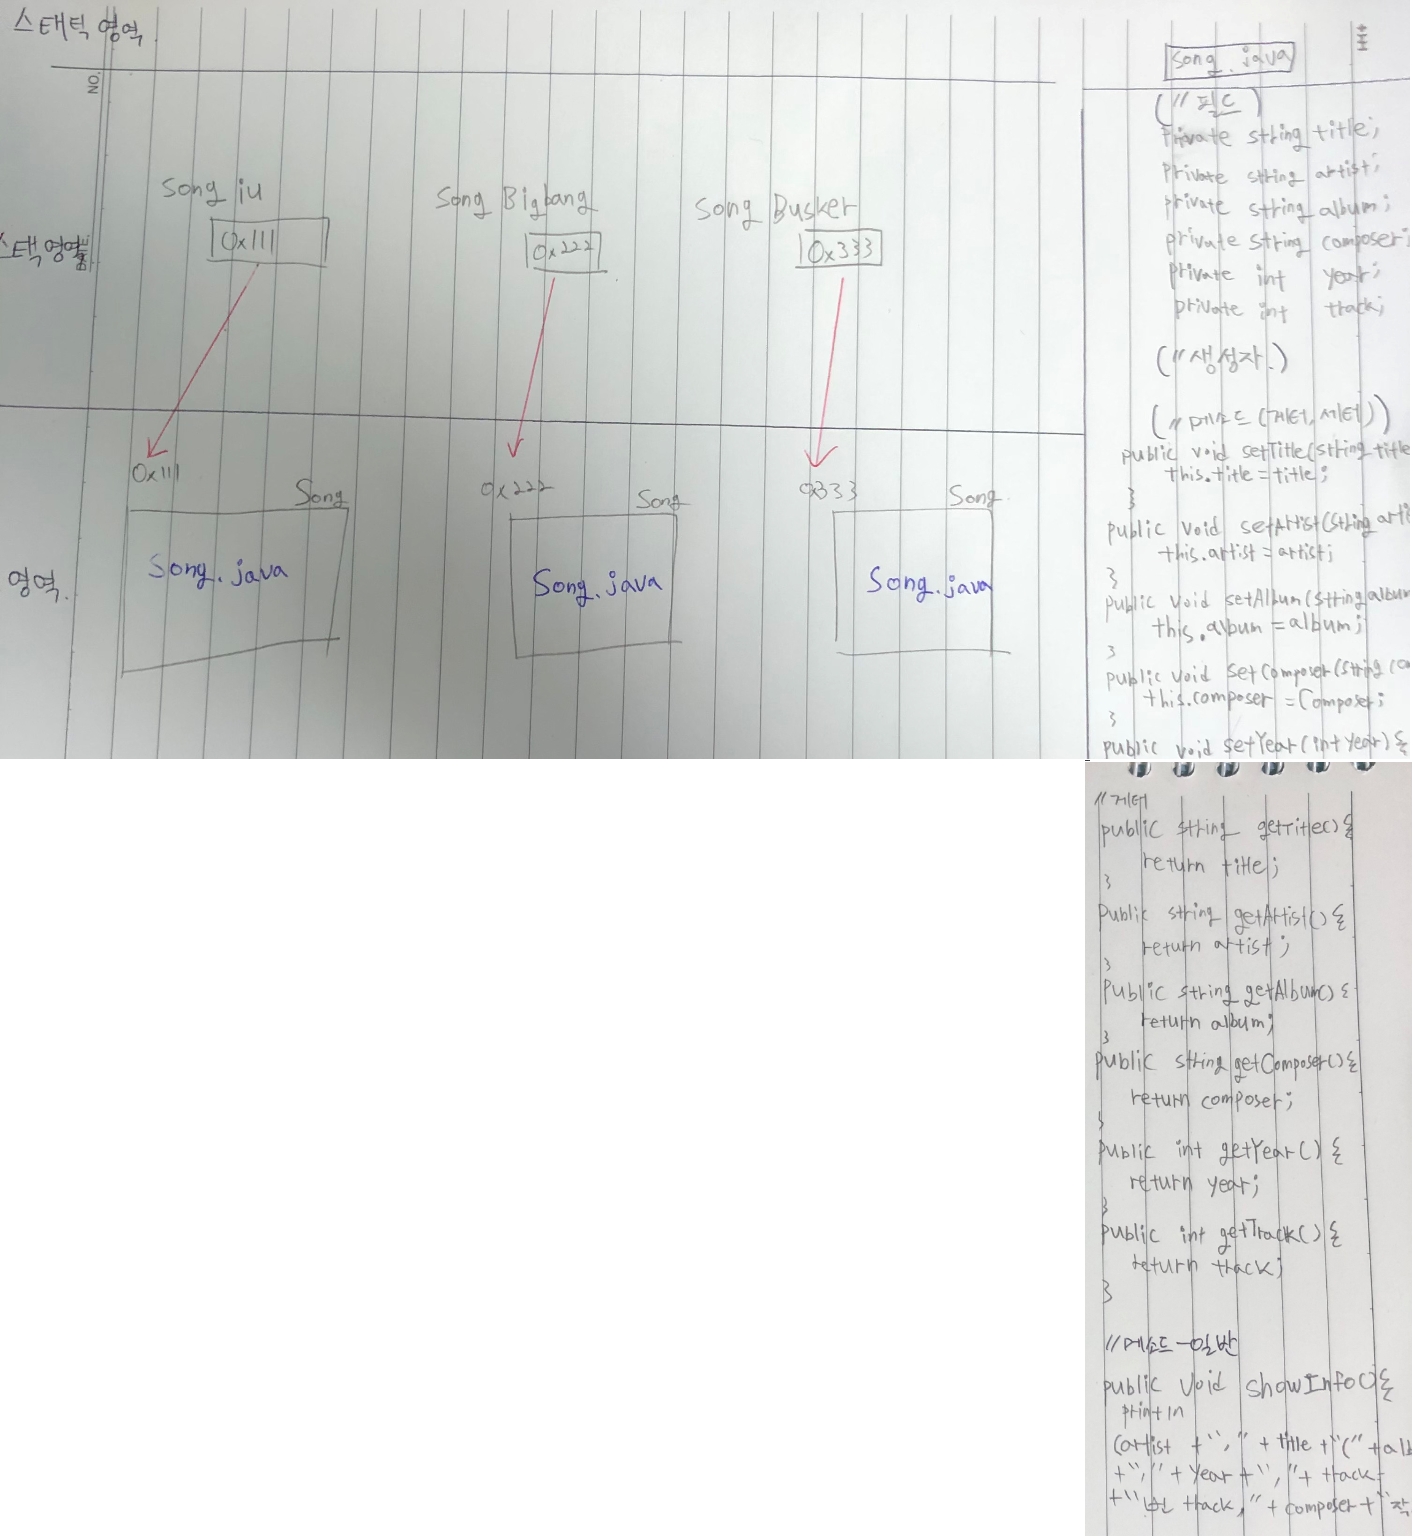 스태틱 영역.
NO.
Song iu
0x111
Song Bigbang
0x222
Song Busker
0x333
스택 영역
0x111
Song
Song.java
0x222
Song
Song.java
0x333
Song.
Song.java
영역.
Song.java
(// 필드)
Private string title;
private string artist;
private string album;
private string composer;
private int year;
private int track;
(//생성자.)
(//메소드 (게터, 세터))
public void setTitle(string title
this.title = title;
}
public void setArtist(String arti
this.artist = artist;
}
public void setAlbum(string album
this.album = album;
}
public void setComposer(string co
this.composer = Composer;
}
public void setYear(int year) {
//게터
public string getTitle() {
return title;
}
public string getArtist() {
return artist;
}
public string getAlbum() {
return album;
}
public string getComposer() {
return composer;
}
public int getYear() {
return year;
}
public int getTrack() {
return track;
}
//메소드-일반
public void showInfo() {
println
(artist + "," + title + "(" + alb
+ "," + year + "," + track
+ "번 track," + composer + "작